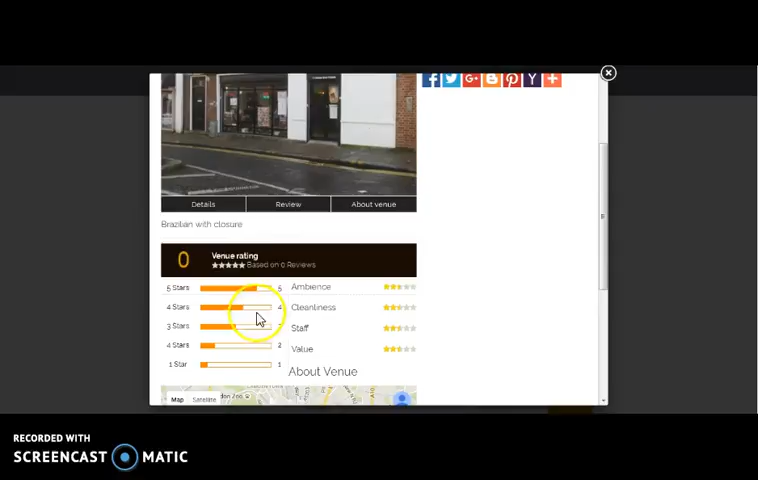 Details
Review
About venue
Brazilian with closure
0
Venue rating
Based on 0 Reviews
5 Stars 5
4 Stars 4
3 Stars
4 Stars 2
1 Star 1
Ambience
Cleanliness
Staff
Value
About Venue
Map
Satellite
RECORDED WITH
SCREENCAST MATIC